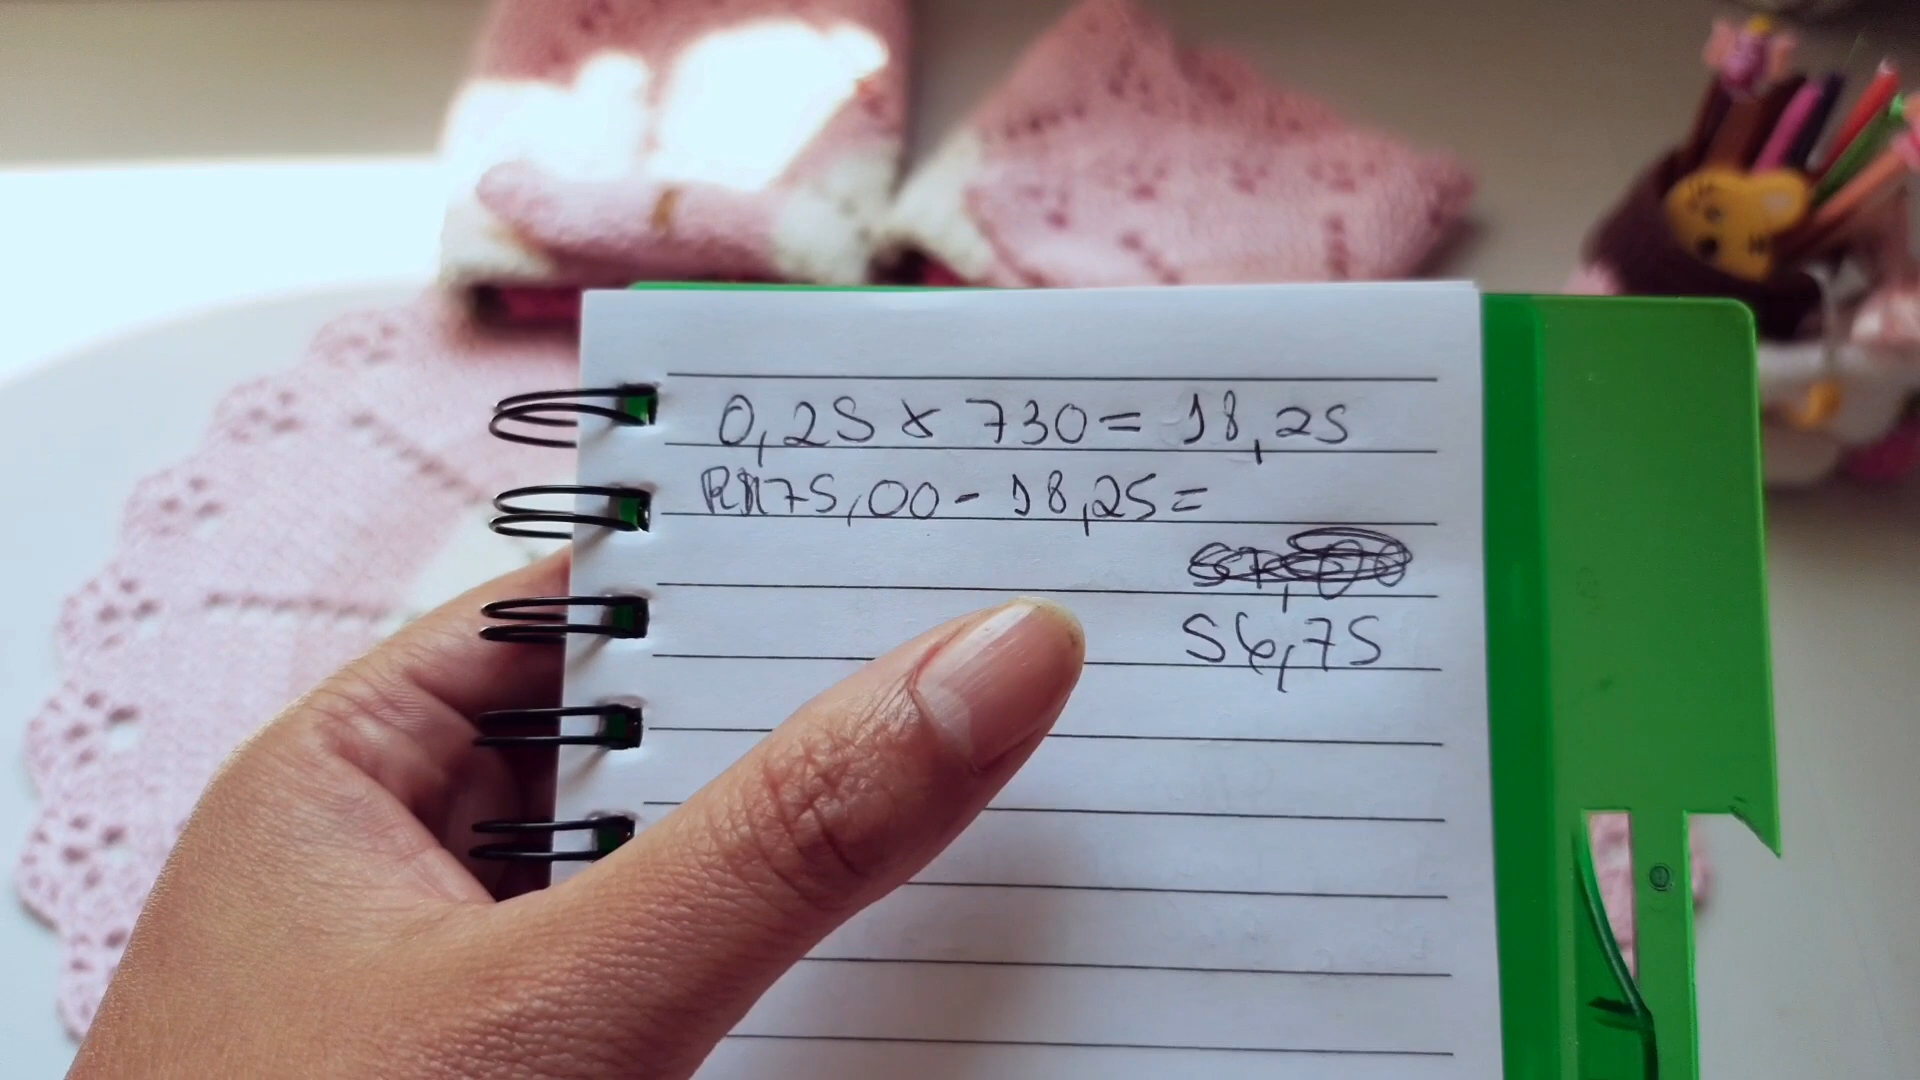 0,25 x 730 = 18,25
R$75,00 - 18,25 =
56,75